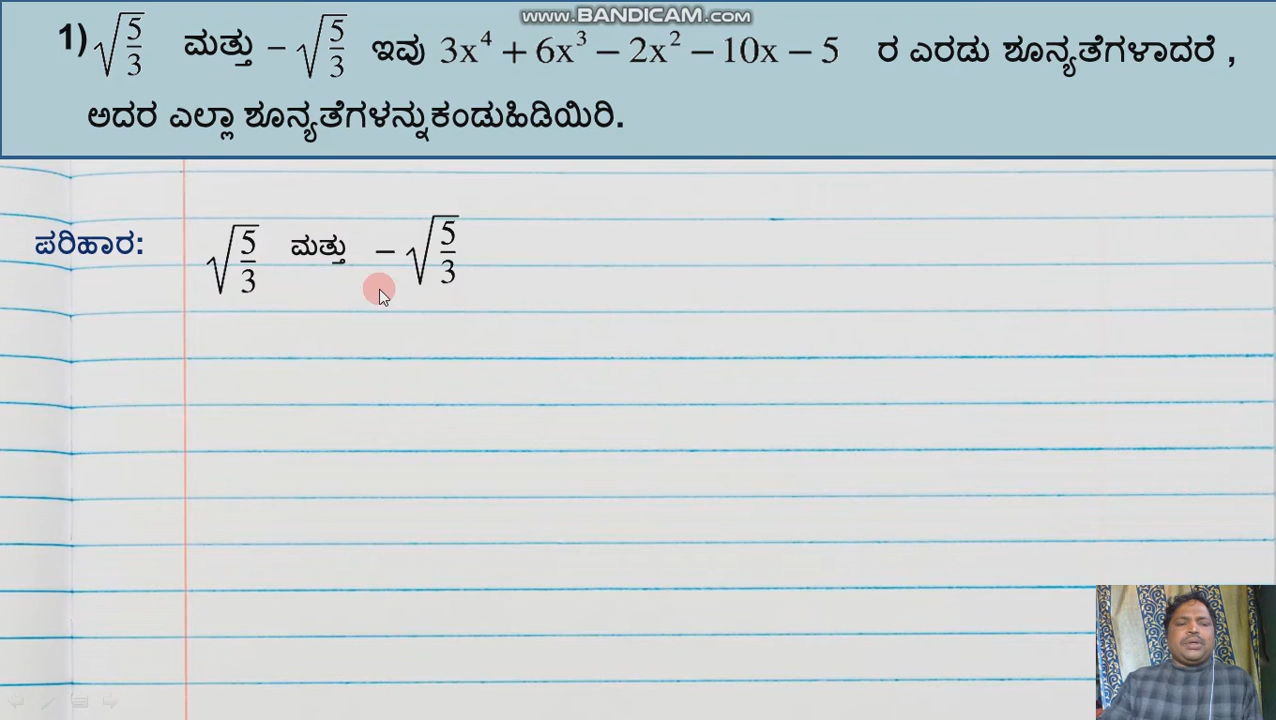 www.BANDICAM.com
1) √(5/3) ಮತ್ತು − √(5/3) ಇವು 3x⁴ + 6x³ − 2x² − 10x − 5 ರ ಎರಡು ಶೂನ್ಯತೆಗಳಾದರೆ ,
ಅದರ ಎಲ್ಲಾ ಶೂನ್ಯತೆಗಳನ್ನುಕಂಡುಹಿಡಿಯಿರಿ.
ಪರಿಹಾರ: √(5/3) ಮತ್ತು − √(5/3)